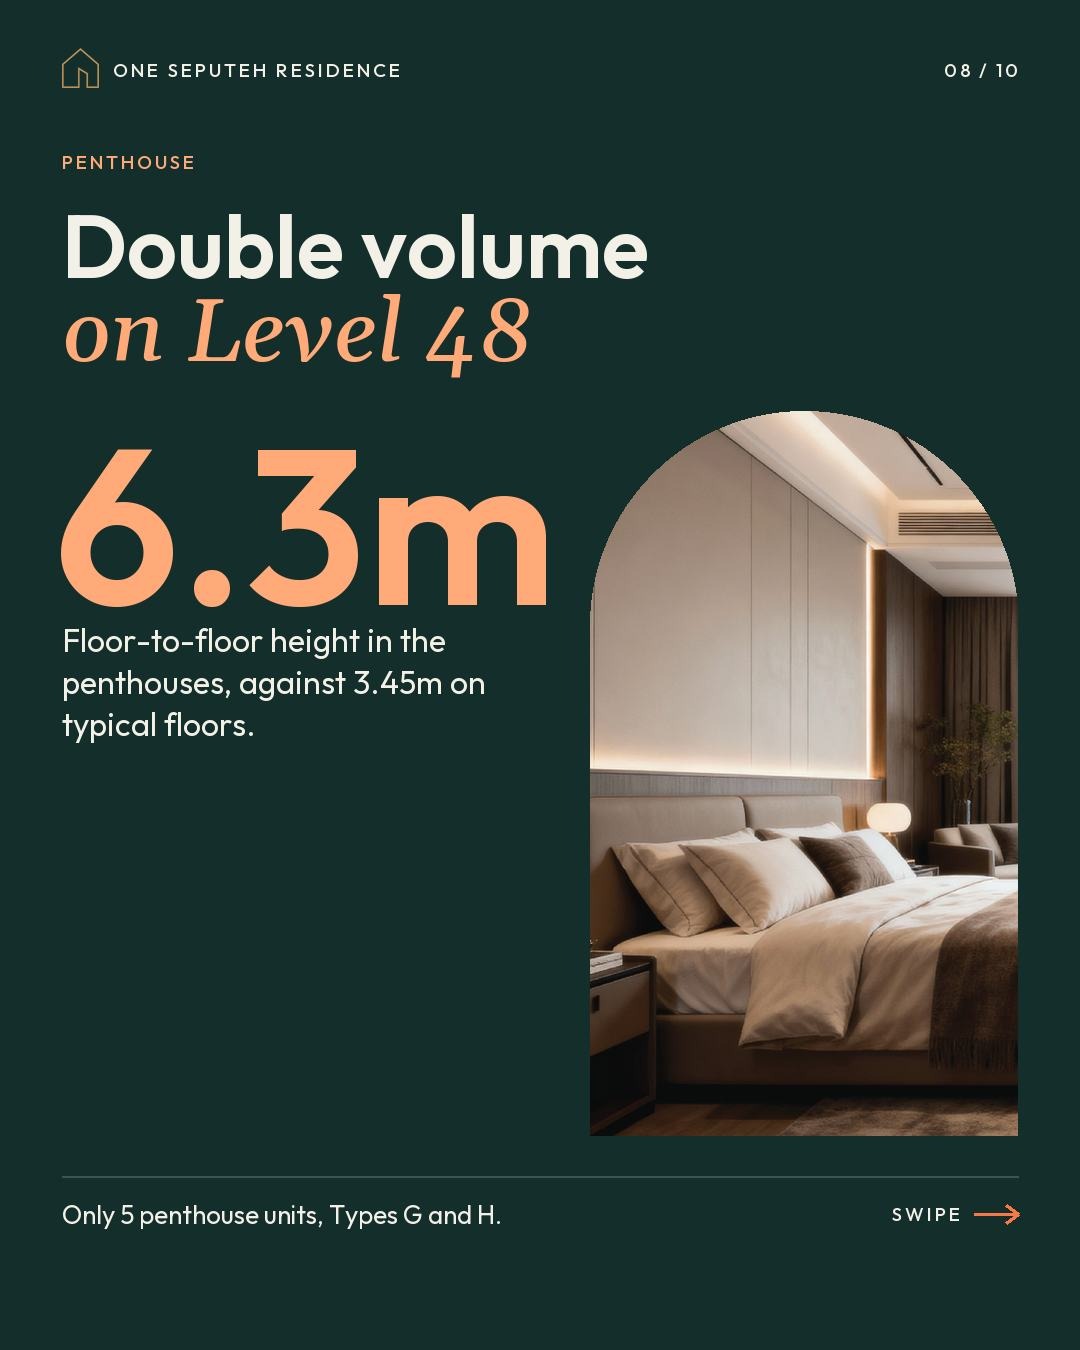 ONE SEPUTEH RESIDENCE
08 / 10
PENTHOUSE
Double volume
on Level 48
6.3m
Floor-to-floor height in the
penthouses, against 3.45m on
typical floors.
Only 5 penthouse units, Types G and H.
SWIPE